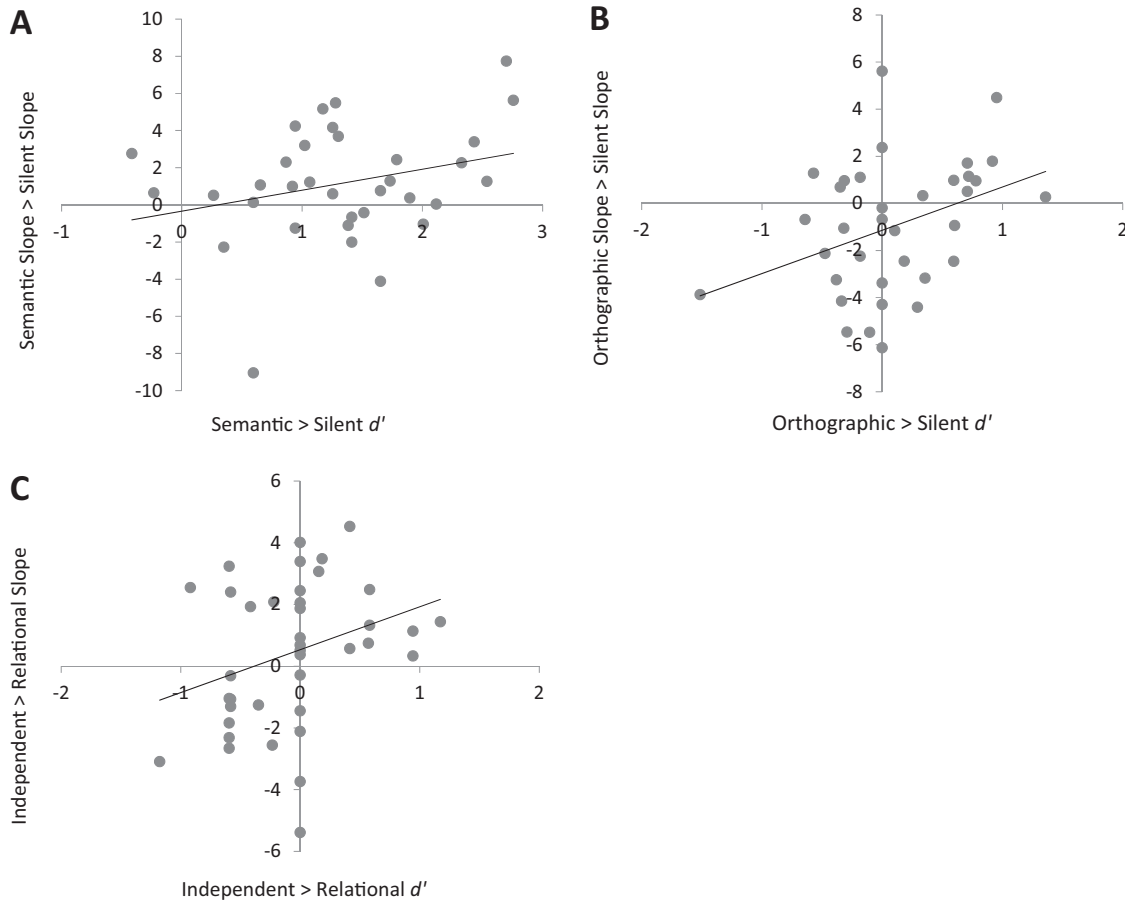 A
10
8
6
4
2
0
-2
-4
-6
-8
-10
-1 0 1 2 3
Semantic Slope > Silent Slope
Semantic > Silent d'
B
8
6
4
2
0
-2
-4
-6
-8
-2 -1 0 1 2
Orthographic Slope > Silent Slope
Orthographic > Silent d'
C
6
4
2
0
-2
-4
-6
-2 -1 0 1 2
Independent > Relational Slope
Independent > Relational d'